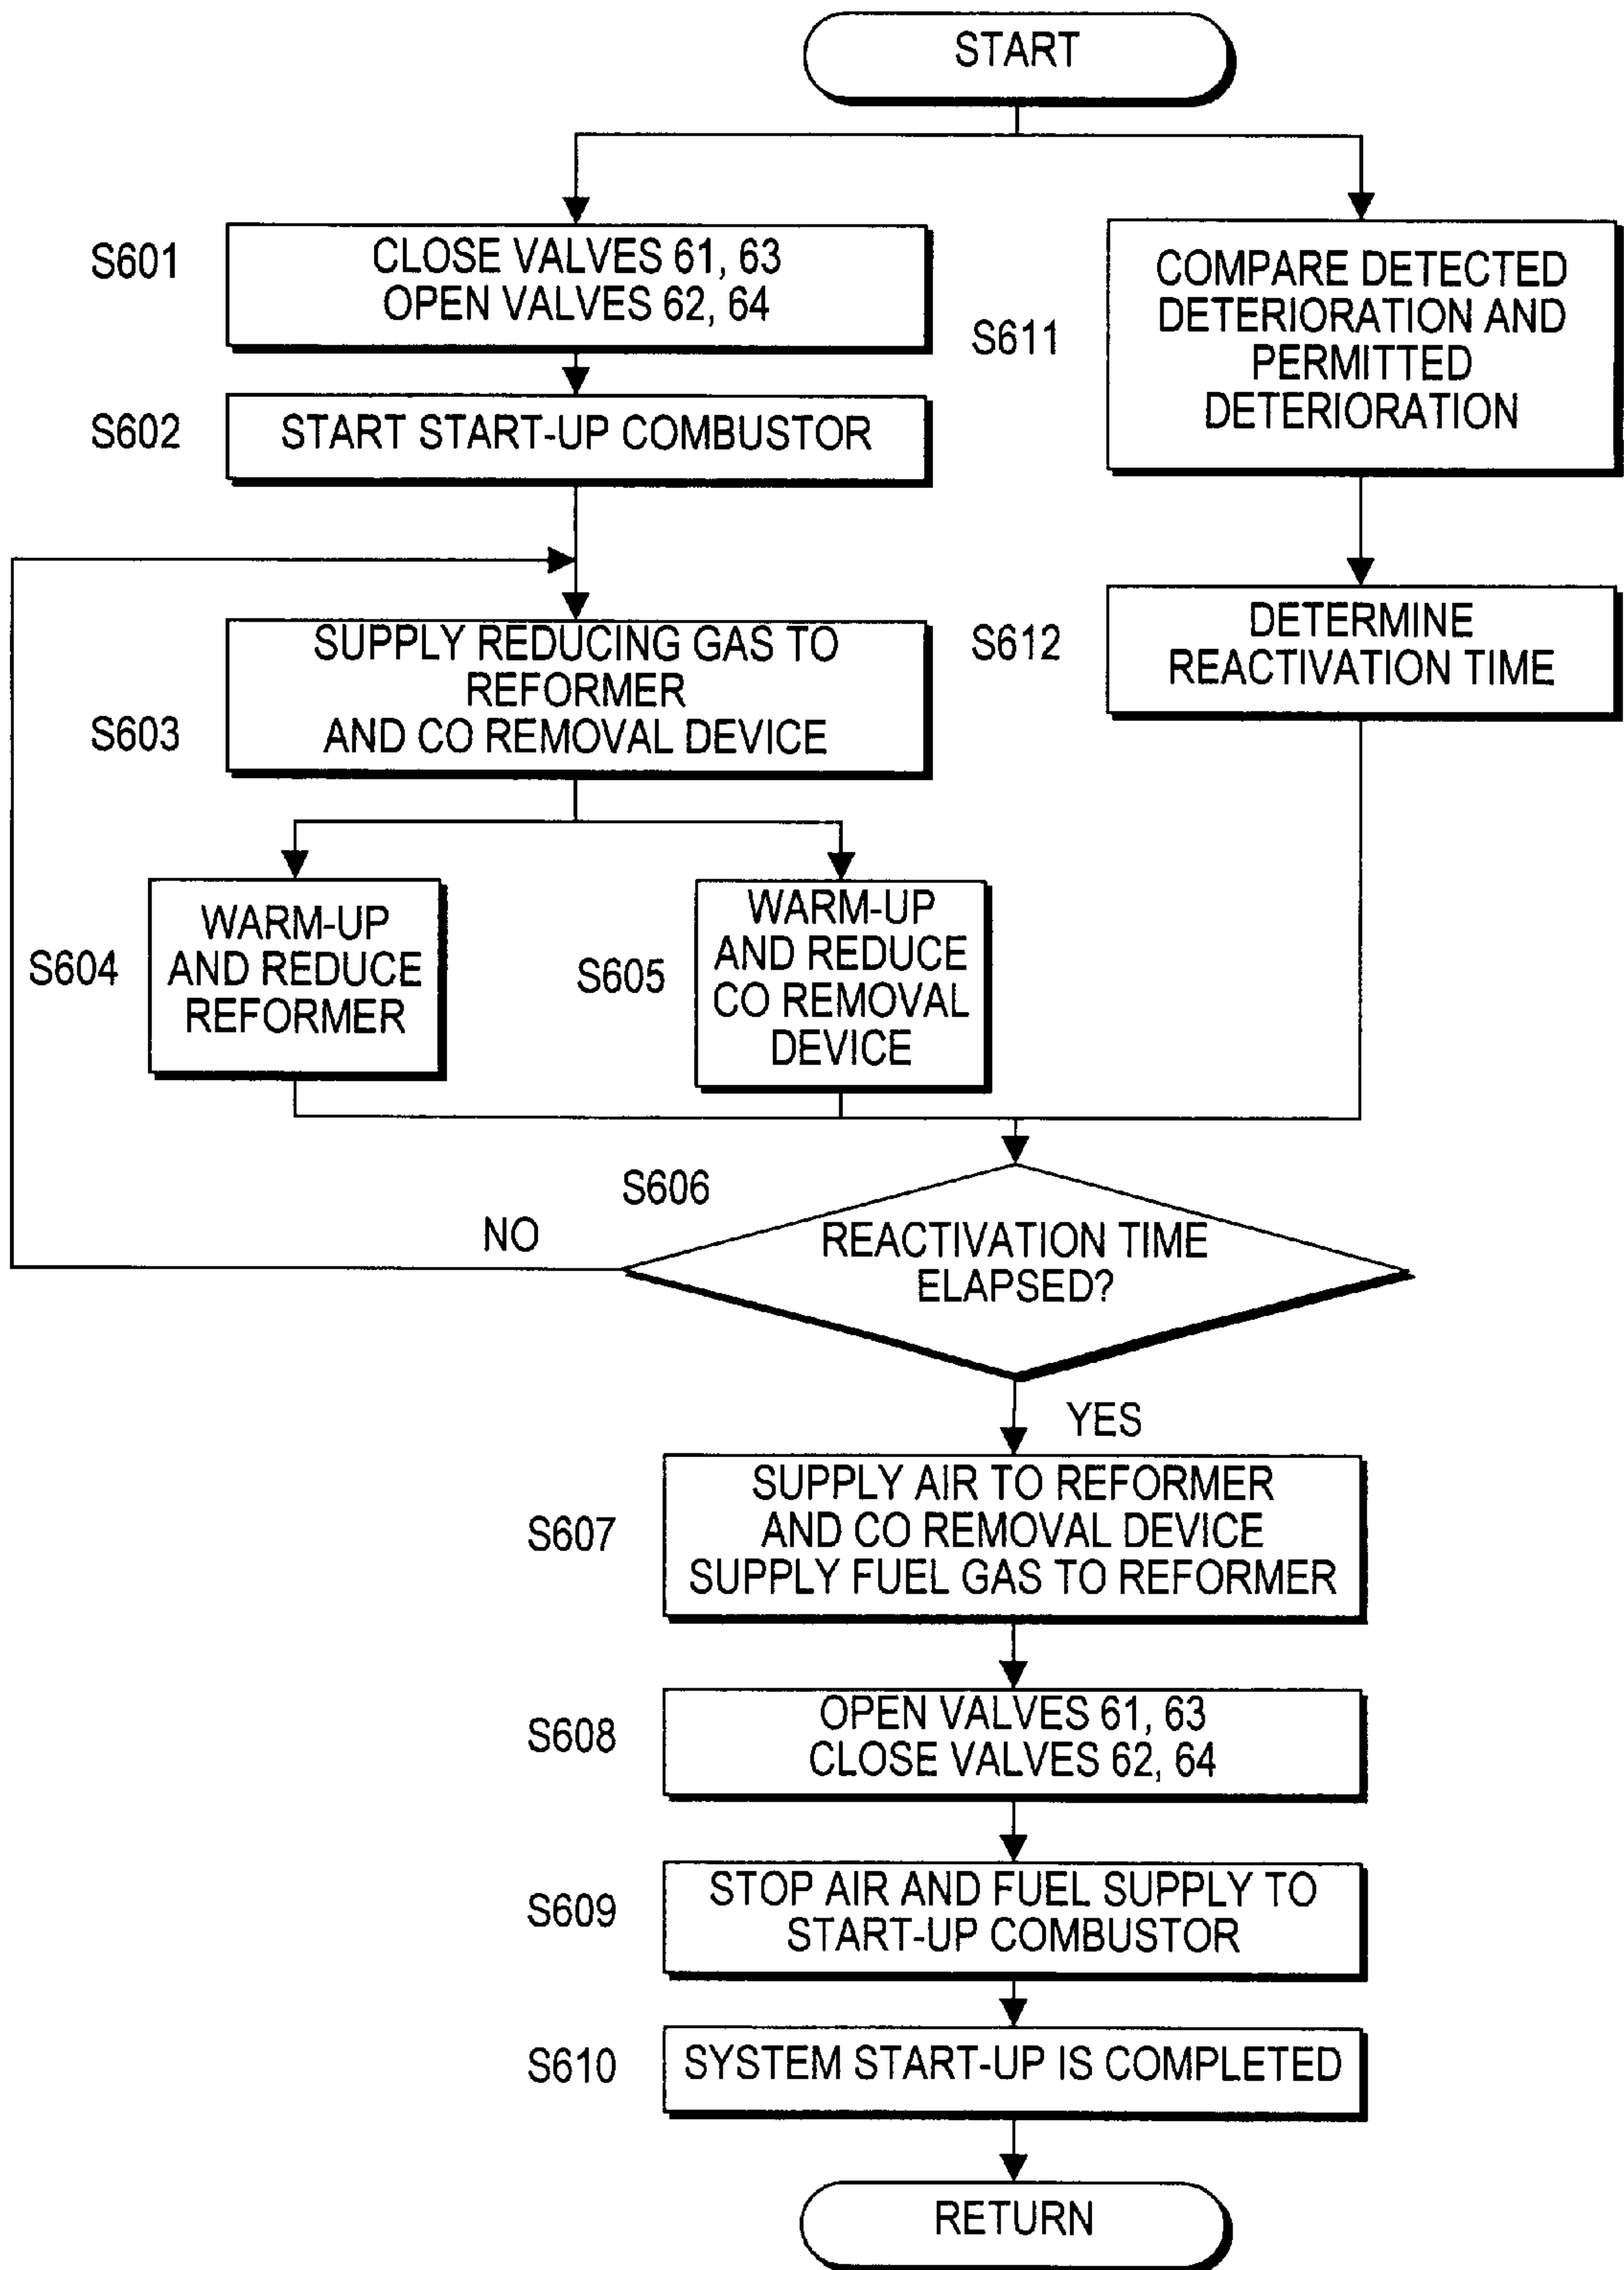 START
S601
CLOSE VALVES 61, 63
OPEN VALVES 62, 64
S611
COMPARE DETECTED
DETERIORATION AND
PERMITTED
DETERIORATION
S602
START START-UP COMBUSTOR
S603
SUPPLY REDUCING GAS TO
REFORMER
AND CO REMOVAL DEVICE
S612
DETERMINE
REACTIVATION TIME
S604
WARM-UP
AND REDUCE
REFORMER
S605
WARM-UP
AND REDUCE
CO REMOVAL
DEVICE
S606
NO
REACTIVATION TIME
ELAPSED?
YES
S607
SUPPLY AIR TO REFORMER
AND CO REMOVAL DEVICE
SUPPLY FUEL GAS TO REFORMER
S608
OPEN VALVES 61, 63
CLOSE VALVES 62, 64
S609
STOP AIR AND FUEL SUPPLY TO
START-UP COMBUSTOR
S610
SYSTEM START-UP IS COMPLETED
RETURN